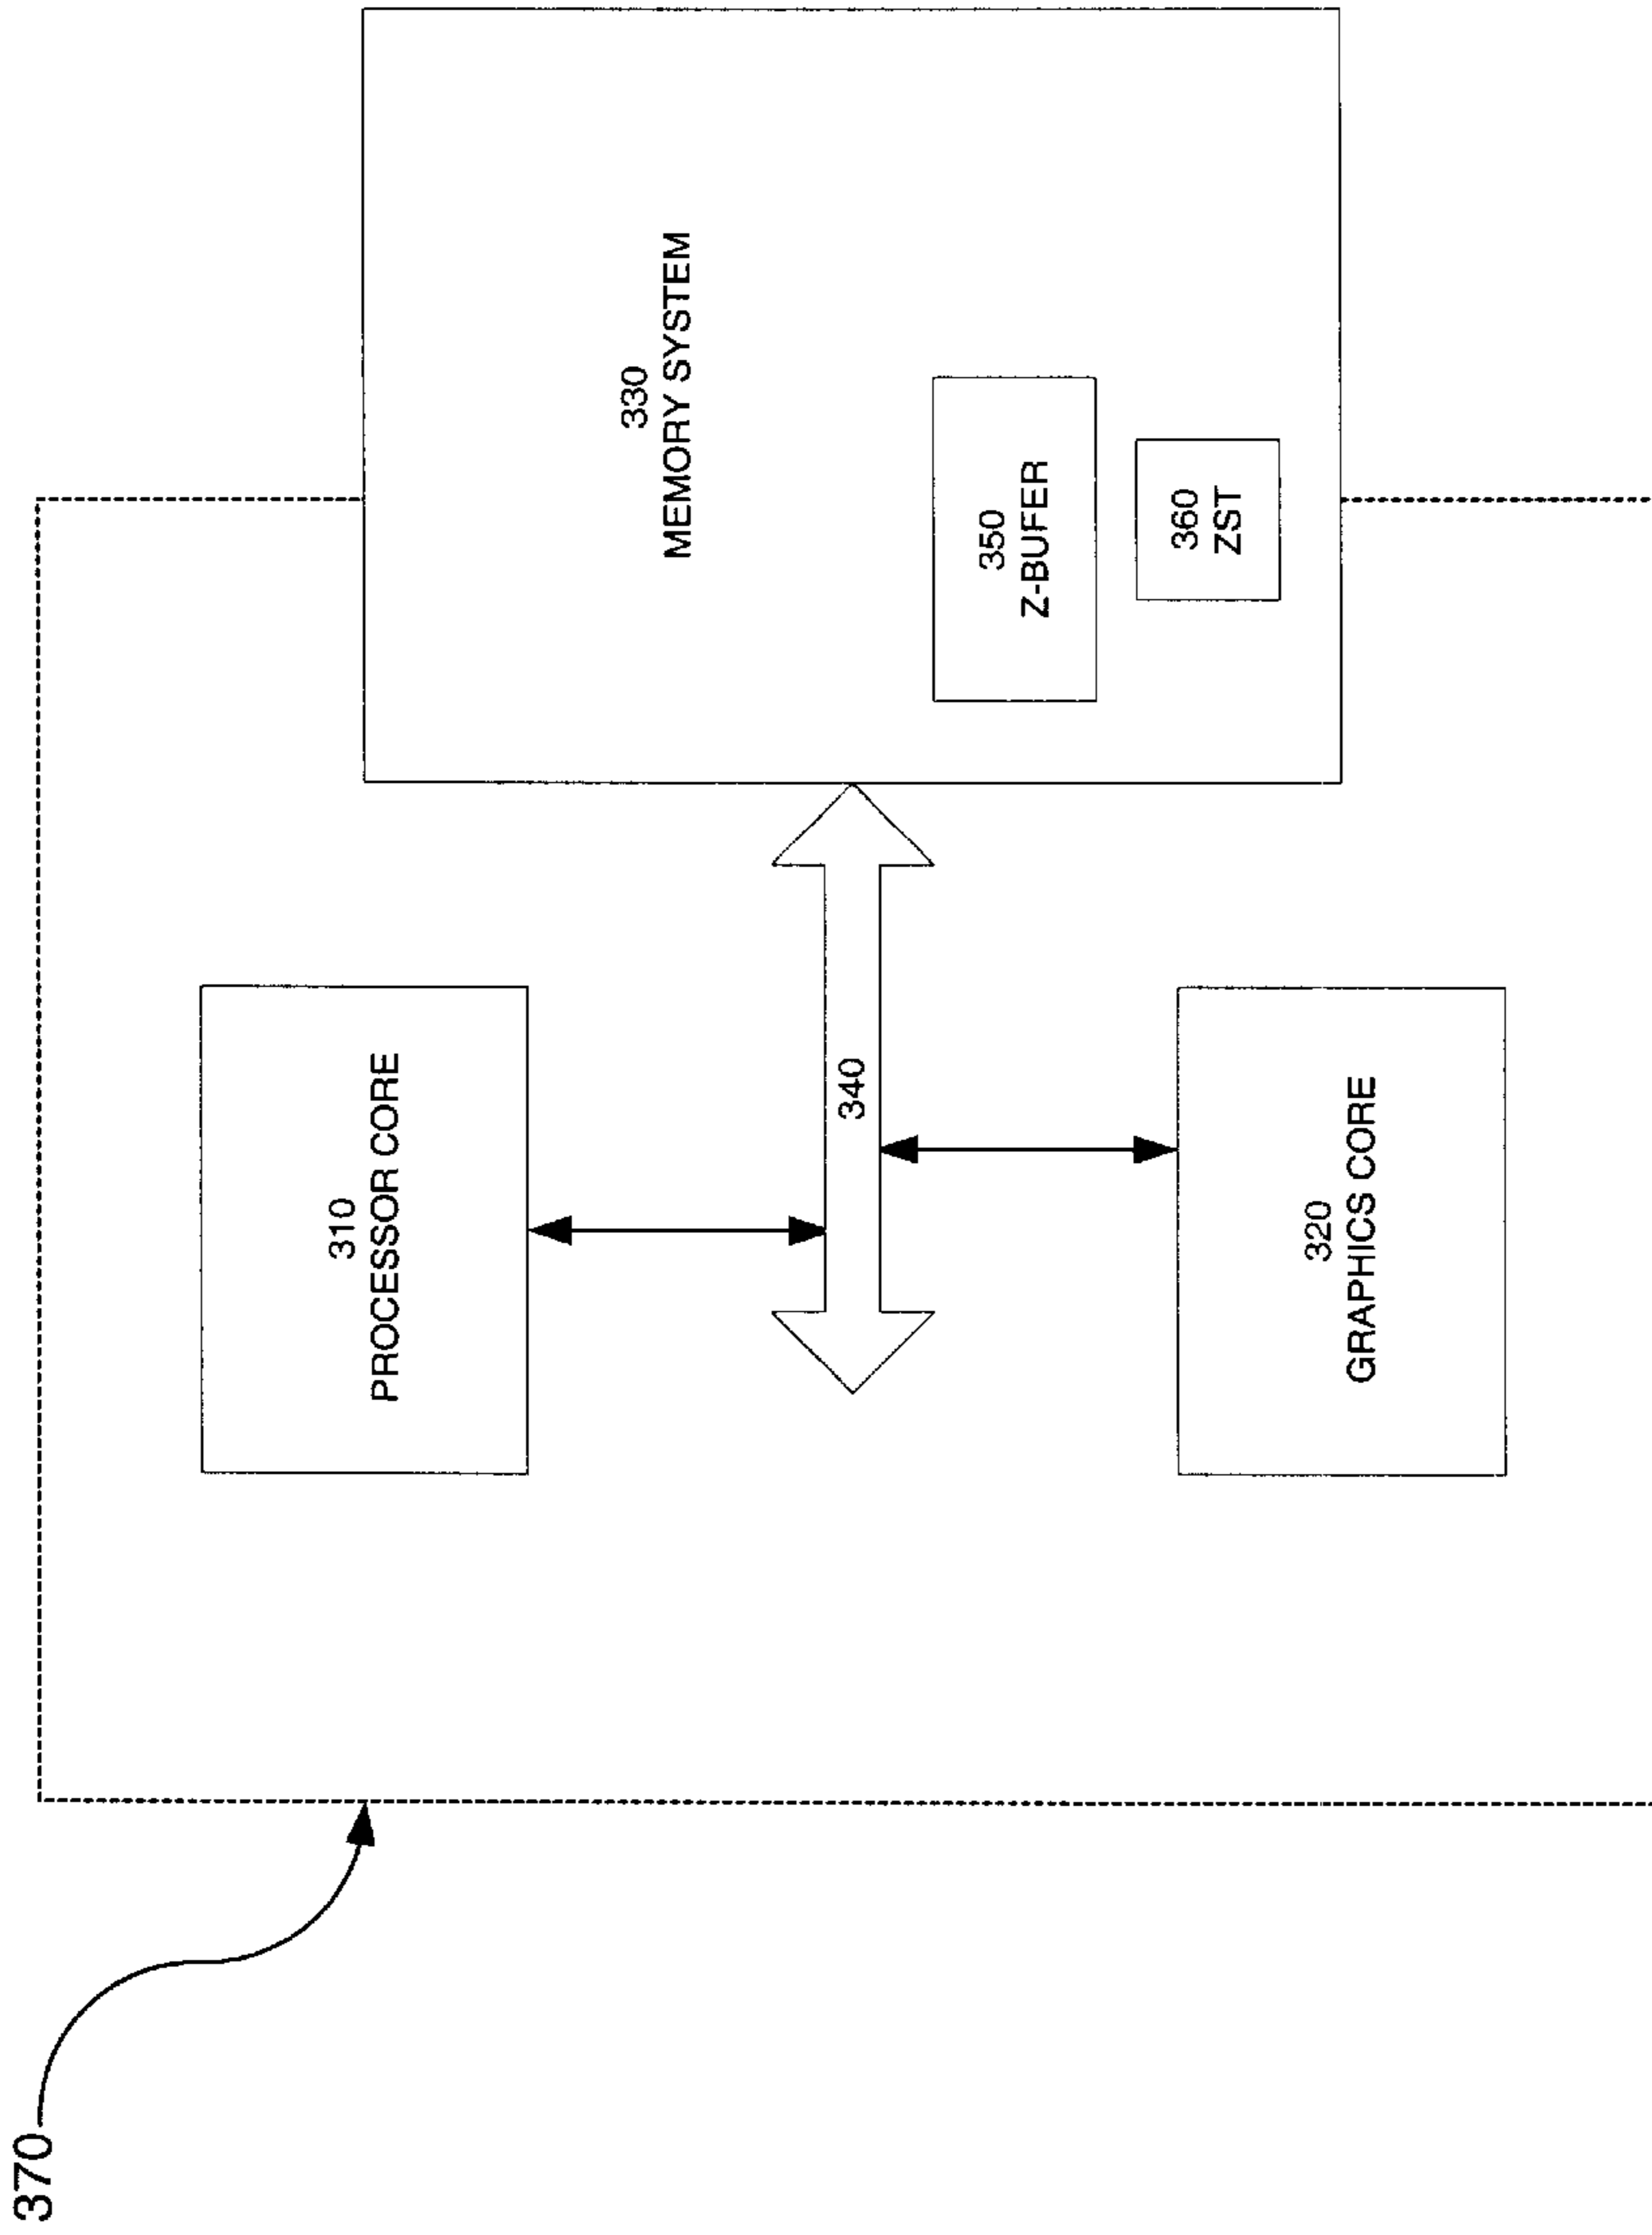 370
310
PROCESSOR CORE
330
MEMORY SYSTEM
340
350
Z-BUFER
360
ZST
320
GRAPHICS CORE